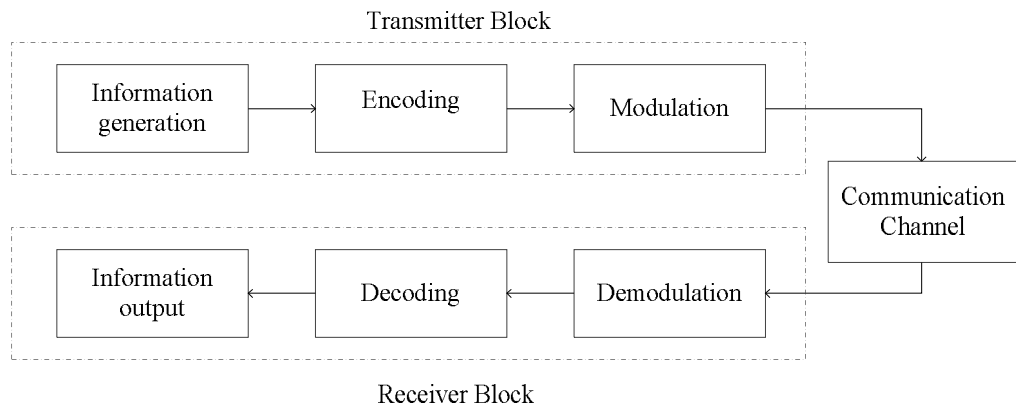 Transmitter Block
Information
generation
Encoding
Modulation
Communication
Channel
Information
output
Decoding
Demodulation
Receiver Block